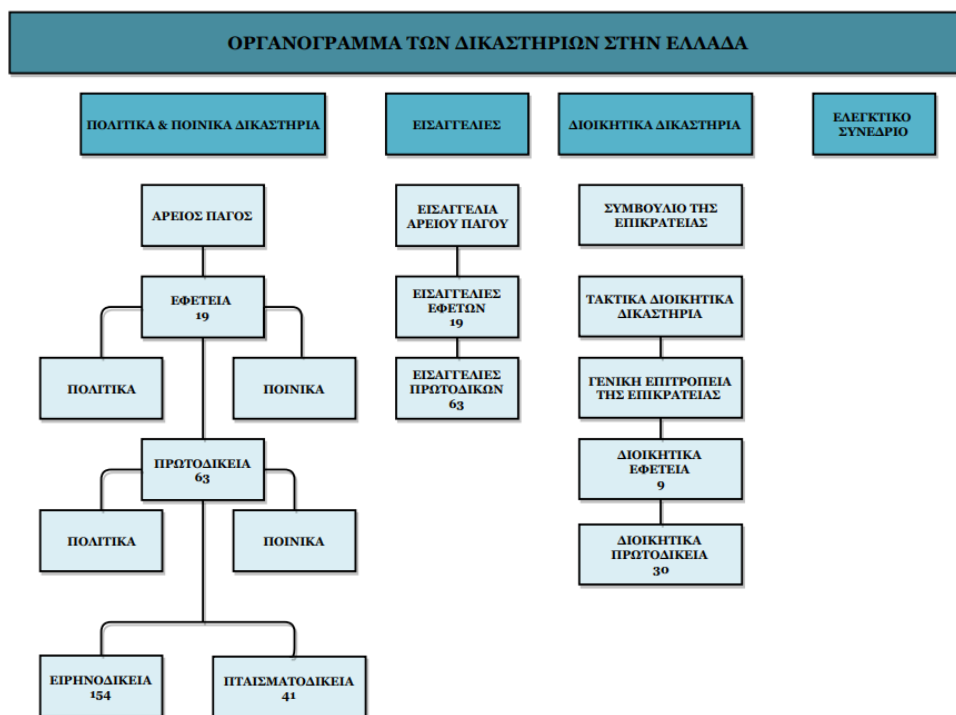 ΟΡΓΑΝΟΓΡΑΜΜΑ ΤΩΝ ΔΙΚΑΣΤΗΡΙΩΝ ΣΤΗΝ ΕΛΛΑΔΑ
ΠΟΛΙΤΙΚΑ & ΠΟΙΝΙΚΑ ΔΙΚΑΣΤΗΡΙΑ
ΑΡΕΙΟΣ ΠΑΓΟΣ
ΕΦΕΤΕΙΑ
19
ΠΟΛΙΤΙΚΑ
ΠΟΙΝΙΚΑ
ΠΡΩΤΟΔΙΚΕΙΑ
63
ΠΟΛΙΤΙΚΑ
ΠΟΙΝΙΚΑ
ΕΙΡΗΝΟΔΙΚΕΙΑ
154
ΠΤΑΙΣΜΑΤΟΔΙΚΕΙΑ
41
ΕΙΣΑΓΓΕΛΙΕΣ
ΕΙΣΑΓΓΕΛΙΑ
ΑΡΕΙΟΥ ΠΑΓΟΥ
ΕΙΣΑΓΓΕΛΙΕΣ
ΕΦΕΤΩΝ
19
ΕΙΣΑΓΓΕΛΙΕΣ
ΠΡΩΤΟΔΙΚΩΝ
63
ΔΙΟΙΚΗΤΙΚΑ ΔΙΚΑΣΤΗΡΙΑ
ΣΥΜΒΟΥΛΙΟ ΤΗΣ
ΕΠΙΚΡΑΤΕΙΑΣ
ΤΑΚΤΙΚΑ ΔΙΟΙΚΗΤΙΚΑ
ΔΙΚΑΣΤΗΡΙΑ
ΓΕΝΙΚΗ ΕΠΙΤΡΟΠΕΙΑ
ΤΗΣ ΕΠΙΚΡΑΤΕΙΑΣ
ΔΙΟΙΚΗΤΙΚΑ
ΕΦΕΤΕΙΑ
9
ΔΙΟΙΚΗΤΙΚΑ
ΠΡΩΤΟΔΙΚΕΙΑ
30
ΕΛΕΓΚΤΙΚΟ
ΣΥΝΕΔΡΙΟ